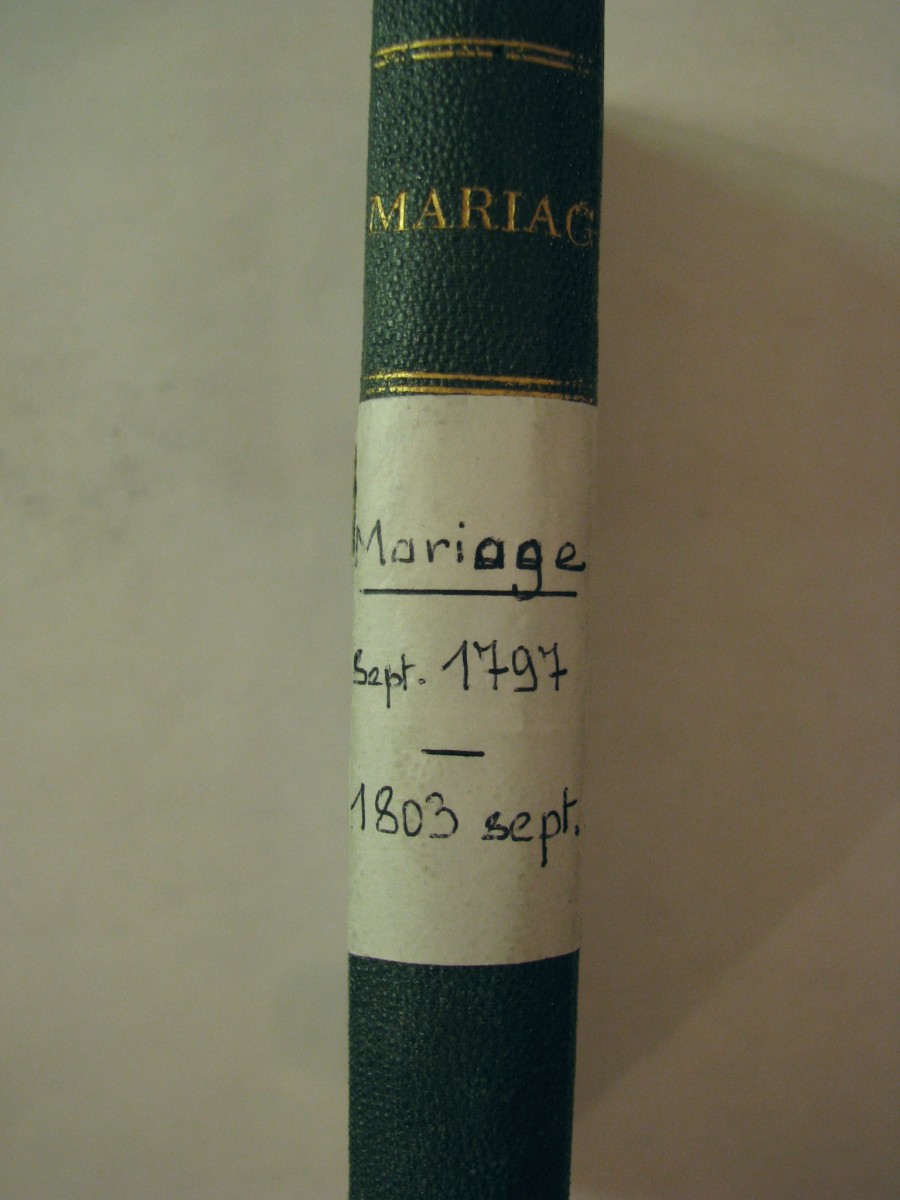 MARIAG
Mariage
Sept. 1797
—
1803 sept.